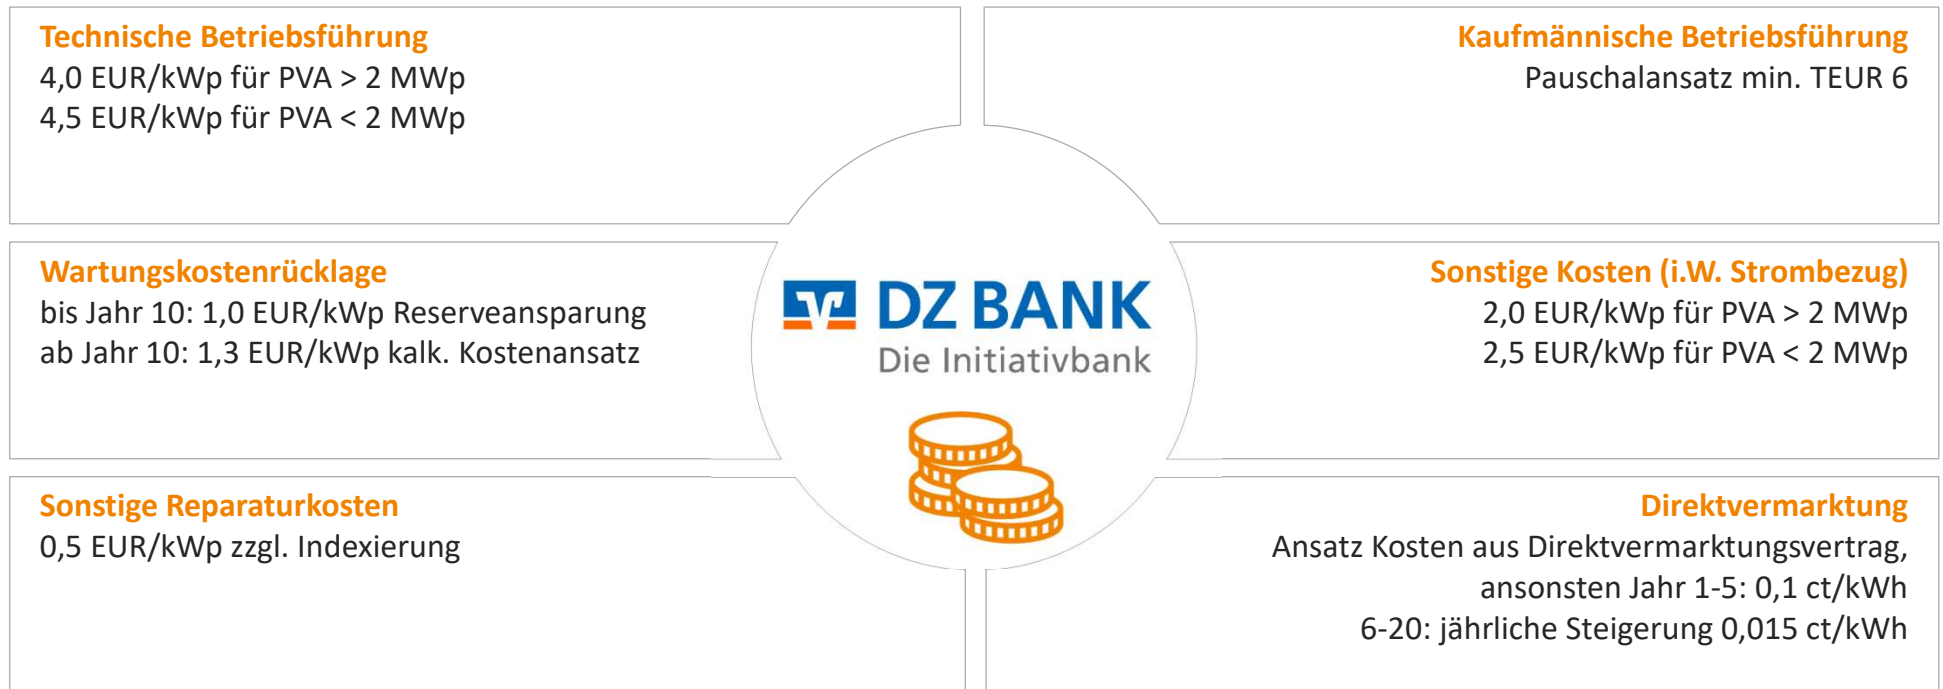 Technische Betriebsführung
4,0 EUR/kWp für PVA > 2 MWp
4,5 EUR/kWp für PVA < 2 MWp
Kaufmännische Betriebsführung
Pauschalansatz min. TEUR 6
Wartungskostenrücklage
bis Jahr 10: 1,0 EUR/kWp Reserveansparung
ab Jahr 10: 1,3 EUR/kWp kalk. Kostenansatz
DZ BANK
Die Initiativbank
Sonstige Kosten (i.W. Strombezug)
2,0 EUR/kWp für PVA > 2 MWp
2,5 EUR/kWp für PVA < 2 MWp
Sonstige Reparaturkosten
0,5 EUR/kWp zzgl. Indexierung
Direktvermarktung
Ansatz Kosten aus Direktvermarktungsvertrag,
ansonsten Jahr 1-5: 0,1 ct/kWh
6-20: jährliche Steigerung 0,015 ct/kWh